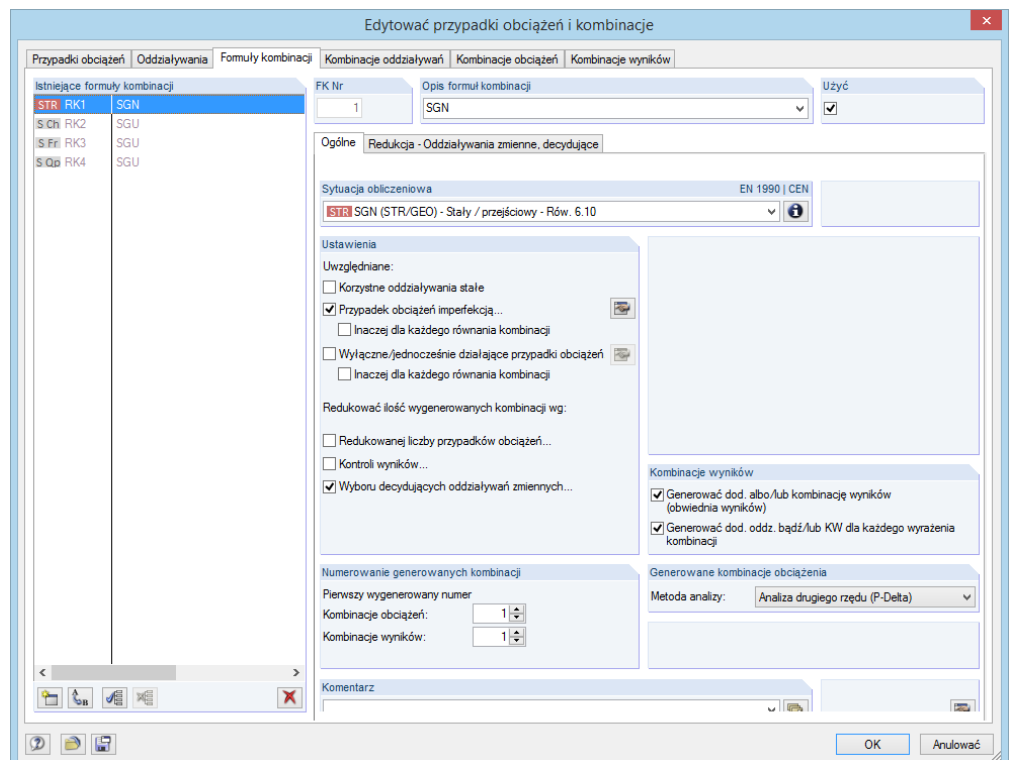 Edytować przypadki obciążeń i kombinacje
Przypadki obciążeń Oddziaływania Formuły kombinacji Kombinacje oddziaływań Kombinacje obciążeń Kombinacje wyników
Istniejące formuły kombinacji
STR RK1 SGN
S Ch RK2 SGU
S Fr RK3 SGU
S Qp RK4 SGU
FK Nr
1
Opis formuł kombinacji
SGN
Użyć
Ogólne Redukcja - Oddziaływania zmienne, decydujące
Sytuacja obliczeniowa EN 1990 | CEN
STR SGN (STR/GEO) - Stały / przejściowy - Rów. 6.10
Ustawienia
Uwzględniane:
Korzystne oddziaływania stałe
Przypadek obciążeń imperfekcją...
Inaczej dla każdego równania kombinacji
Wyłączne/jednocześnie działające przypadki obciążeń
Inaczej dla każdego równania kombinacji
Redukować ilość wygenerowanych kombinacji wg:
Redukowanej liczby przypadków obciążeń...
Kontroli wyników...
Wyboru decydujących oddziaływań zmiennych...
Kombinacje wyników
Generować dod. albo/lub kombinację wyników
(obwiednia wyników)
Generować dod. oddz. bądź/lub KW dla każdego wyrażenia
kombinacji
Numerowanie generowanych kombinacji
Pierwszy wygenerowany numer
Kombinacje obciążeń: 1
Kombinacje wyników: 1
Generowane kombinacje obciążenia
Metoda analizy: Analiza drugiego rzędu (P-Delta)
Komentarz
OK Anulować